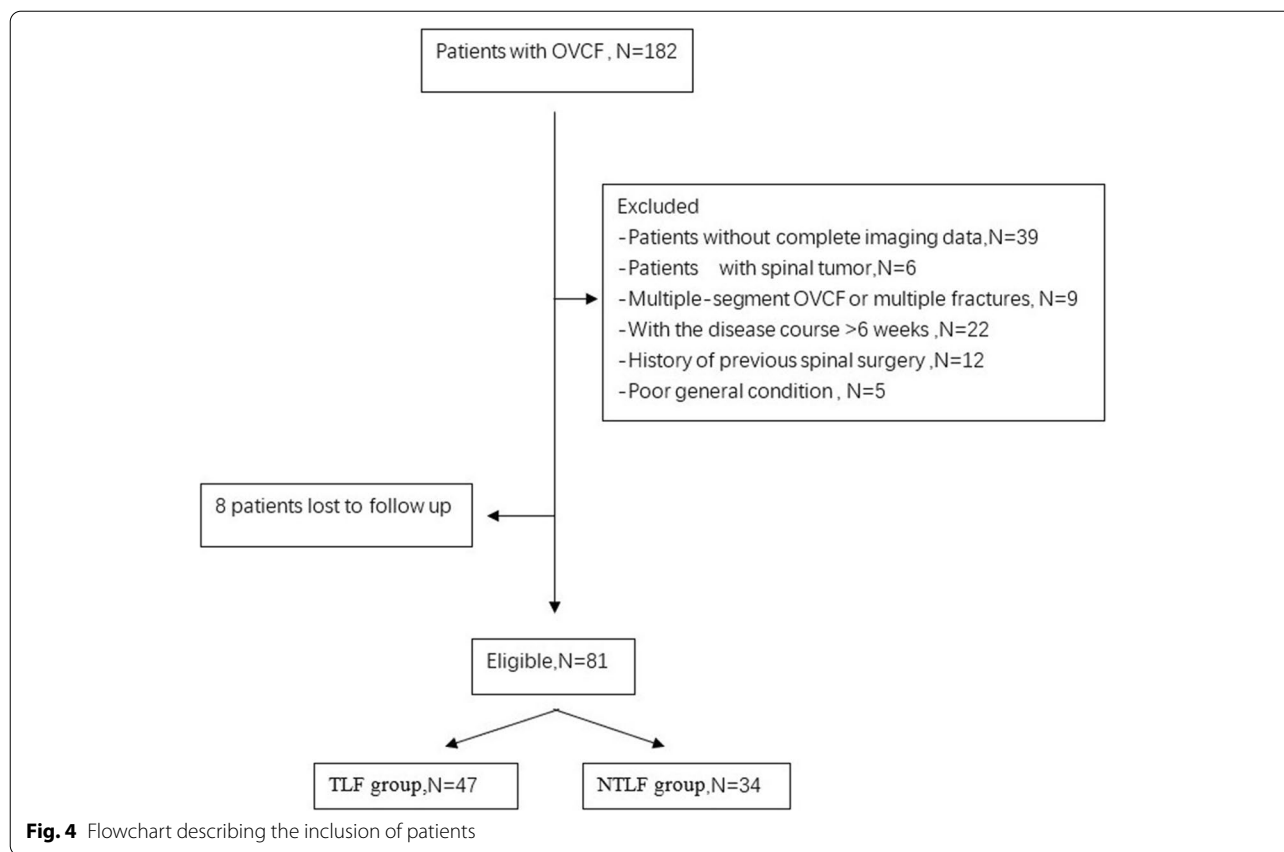 Patients with OVCF , N=182
Excluded
-Patients without complete imaging data,N=39
-Patients with spinal tumor,N=6
-Multiple-segment OVCF or multiple fractures, N=9
-With the disease course >6 weeks ,N=22
-History of previous spinal surgery ,N=12
-Poor general condition , N=5
8 patients lost to follow up
Eligible,N=81
TLF group,N=47
NTLF group,N=34
Fig. 4 Flowchart describing the inclusion of patients